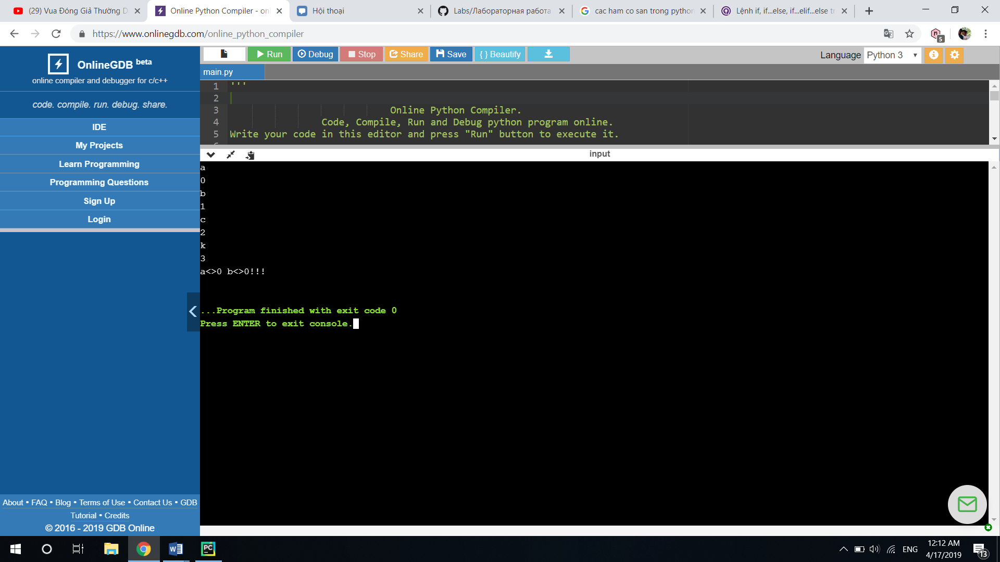 (29) Vua Đóng Giả Thường D
Online Python Compiler - onl
Hội thoại
Labs/Лабораторная работа
cac ham co san trong python
Lệnh if, if...else, if...elif...else tr
https://www.onlinegdb.com/online_python_compiler
5
OnlineGDB beta
online compiler and debugger for c/c++
code. compile. run. debug. share.
IDE
My Projects
Learn Programming
Programming Questions
Sign Up
Login
About • FAQ • Blog • Terms of Use • Contact Us • GDB
Tutorial • Credits
© 2016 - 2019 GDB Online
Run
Debug
Stop
Share
Save
{ } Beautify
Language
Python 3
main.py
1 '''
2
3 Online Python Compiler.
4 Code, Compile, Run and Debug python program online.
5 Write your code in this editor and press "Run" button to execute it.
input
a
0
b
1
c
2
k
3
a<>0 b<>0!!!
...Program finished with exit code 0
Press ENTER to exit console.
ENG
12:12 AM
4/17/2019
13